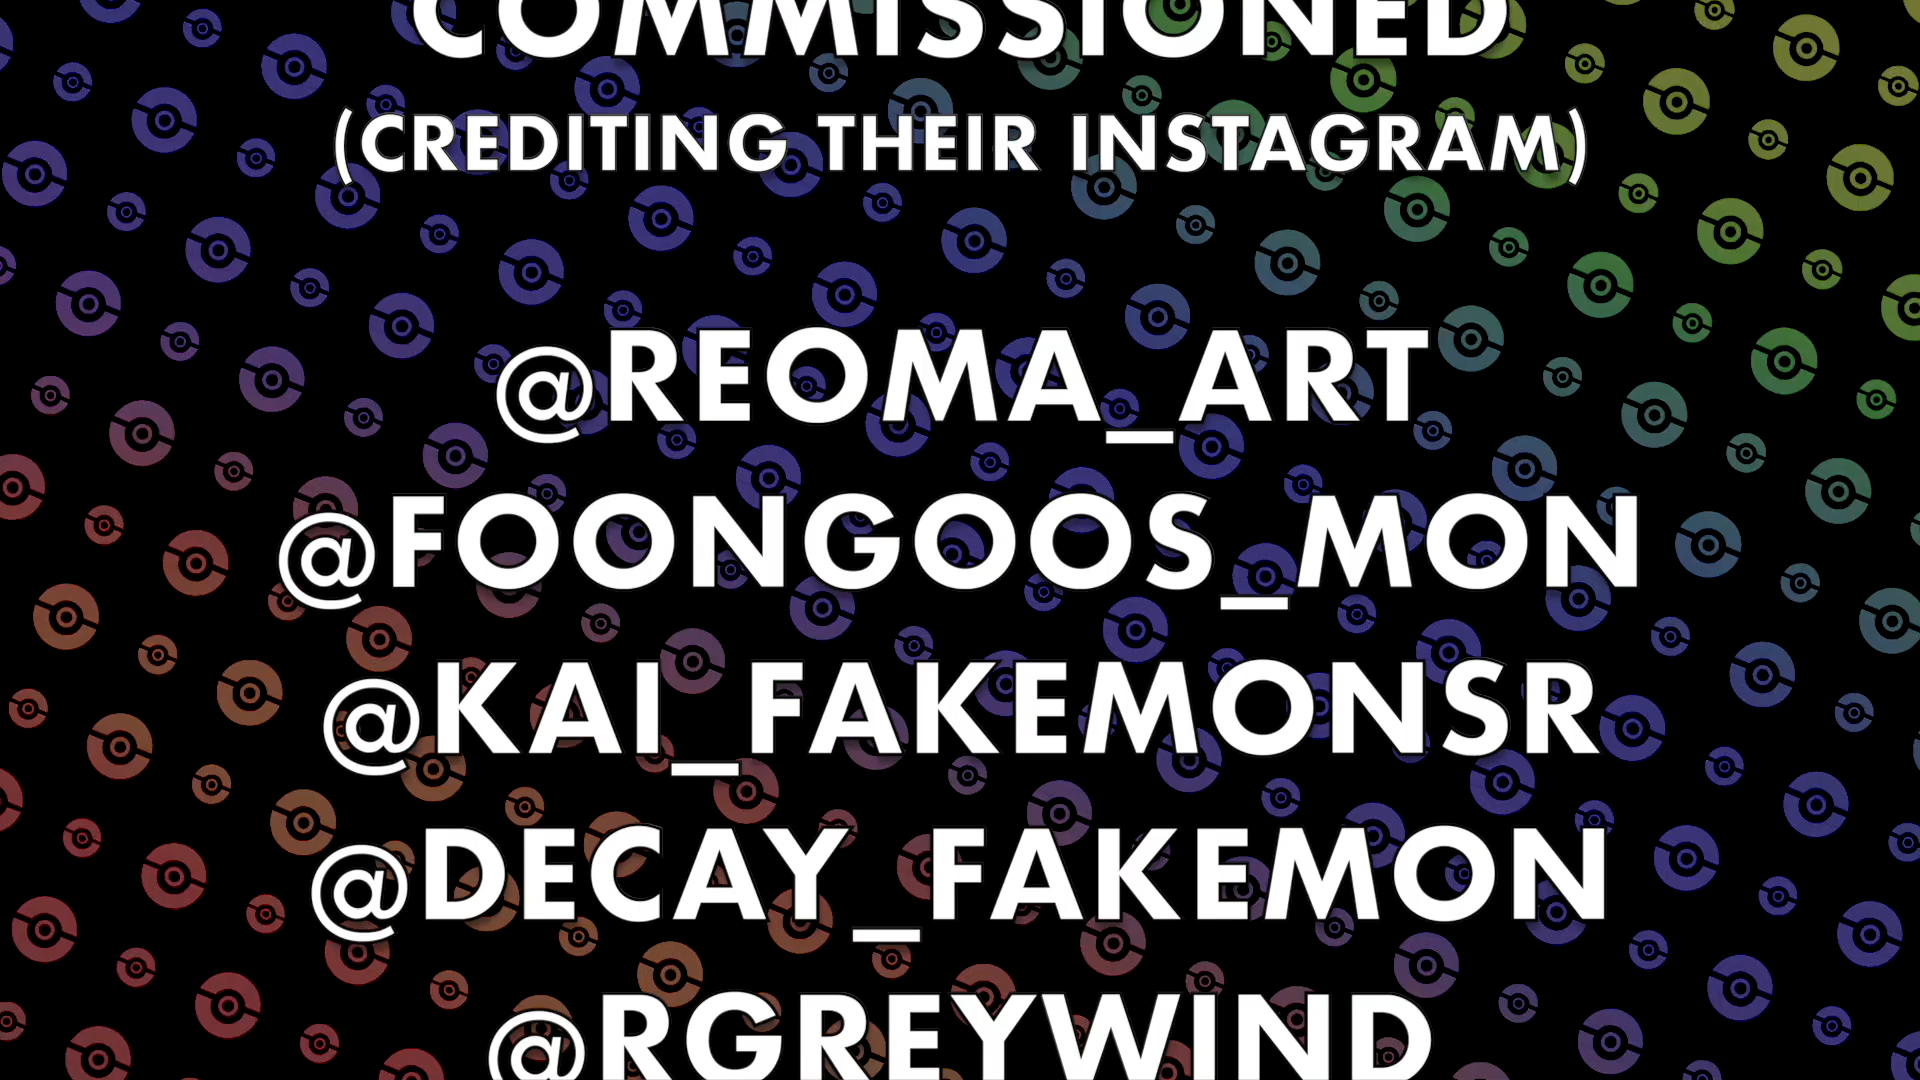 COMMISSIONED
(CREDITING THEIR INSTAGRAM)
@REOMA_ART
@FOONGOOS_MON
@KAI_FAKEMONSR
@DECAY_FAKEMON
@RGREYWIND